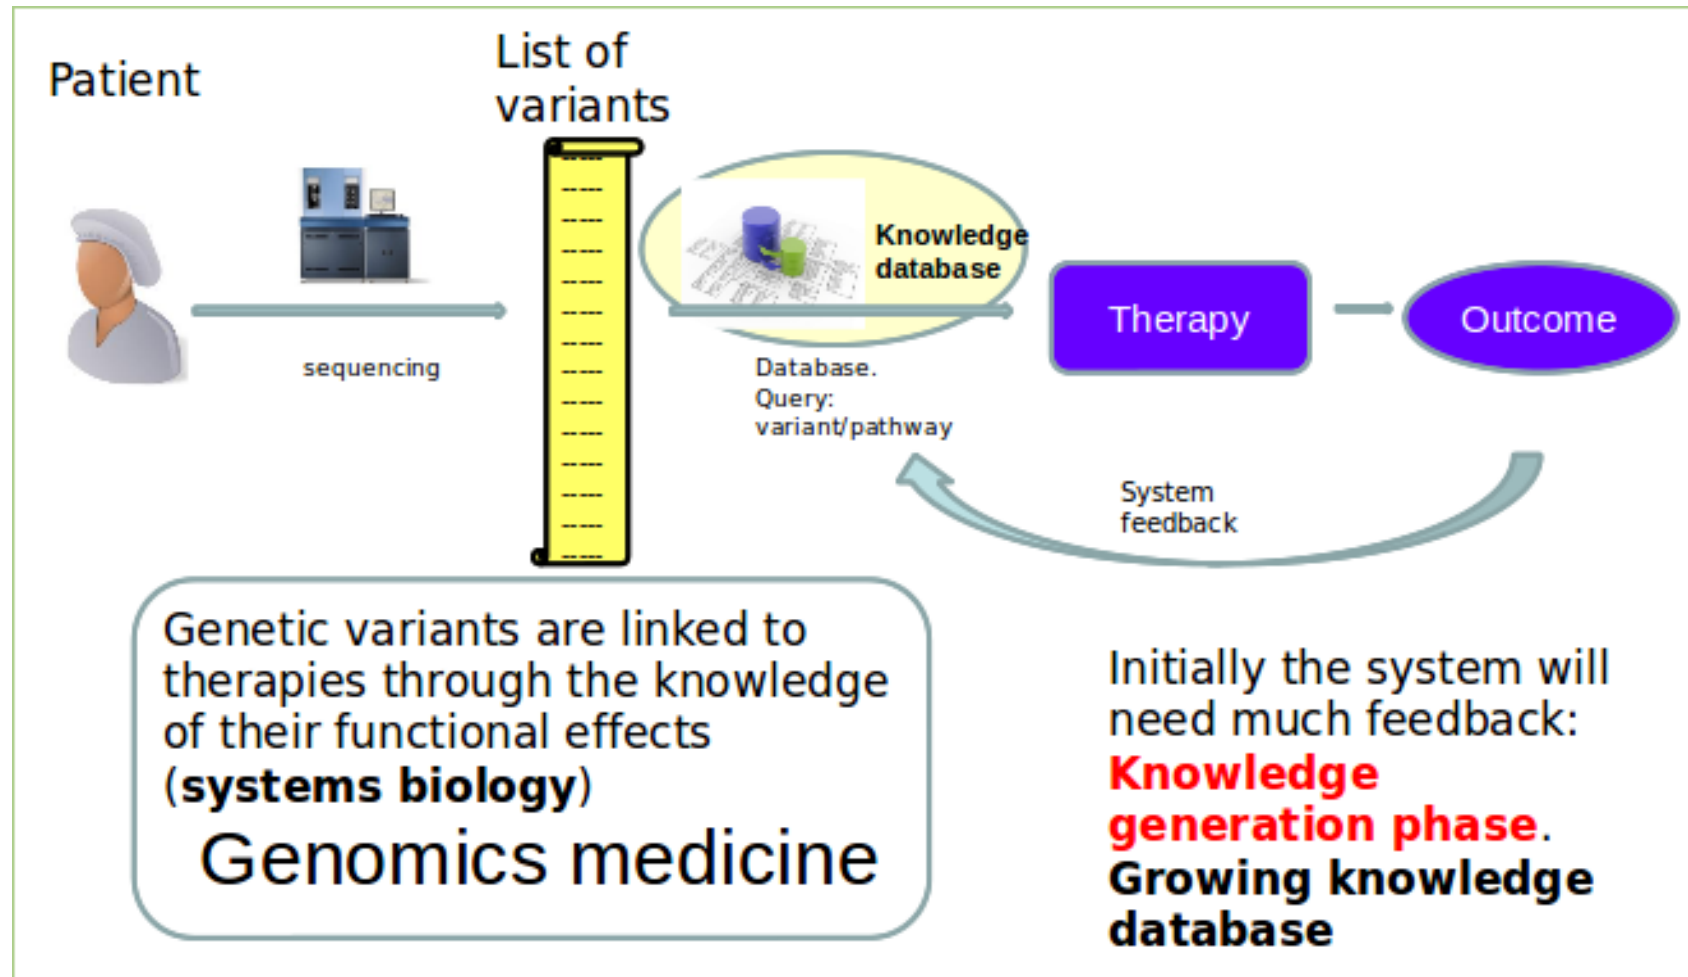 Patient
List of
variants
Knowledge
database
Therapy
Outcome
sequencing
Database.
Query:
variant/pathway
System
feedback
Genetic variants are linked to
therapies through the knowledge
of their functional effects
(systems biology)
Genomics medicine
Initially the system will
need much feedback:
Knowledge
generation phase.
Growing knowledge
database